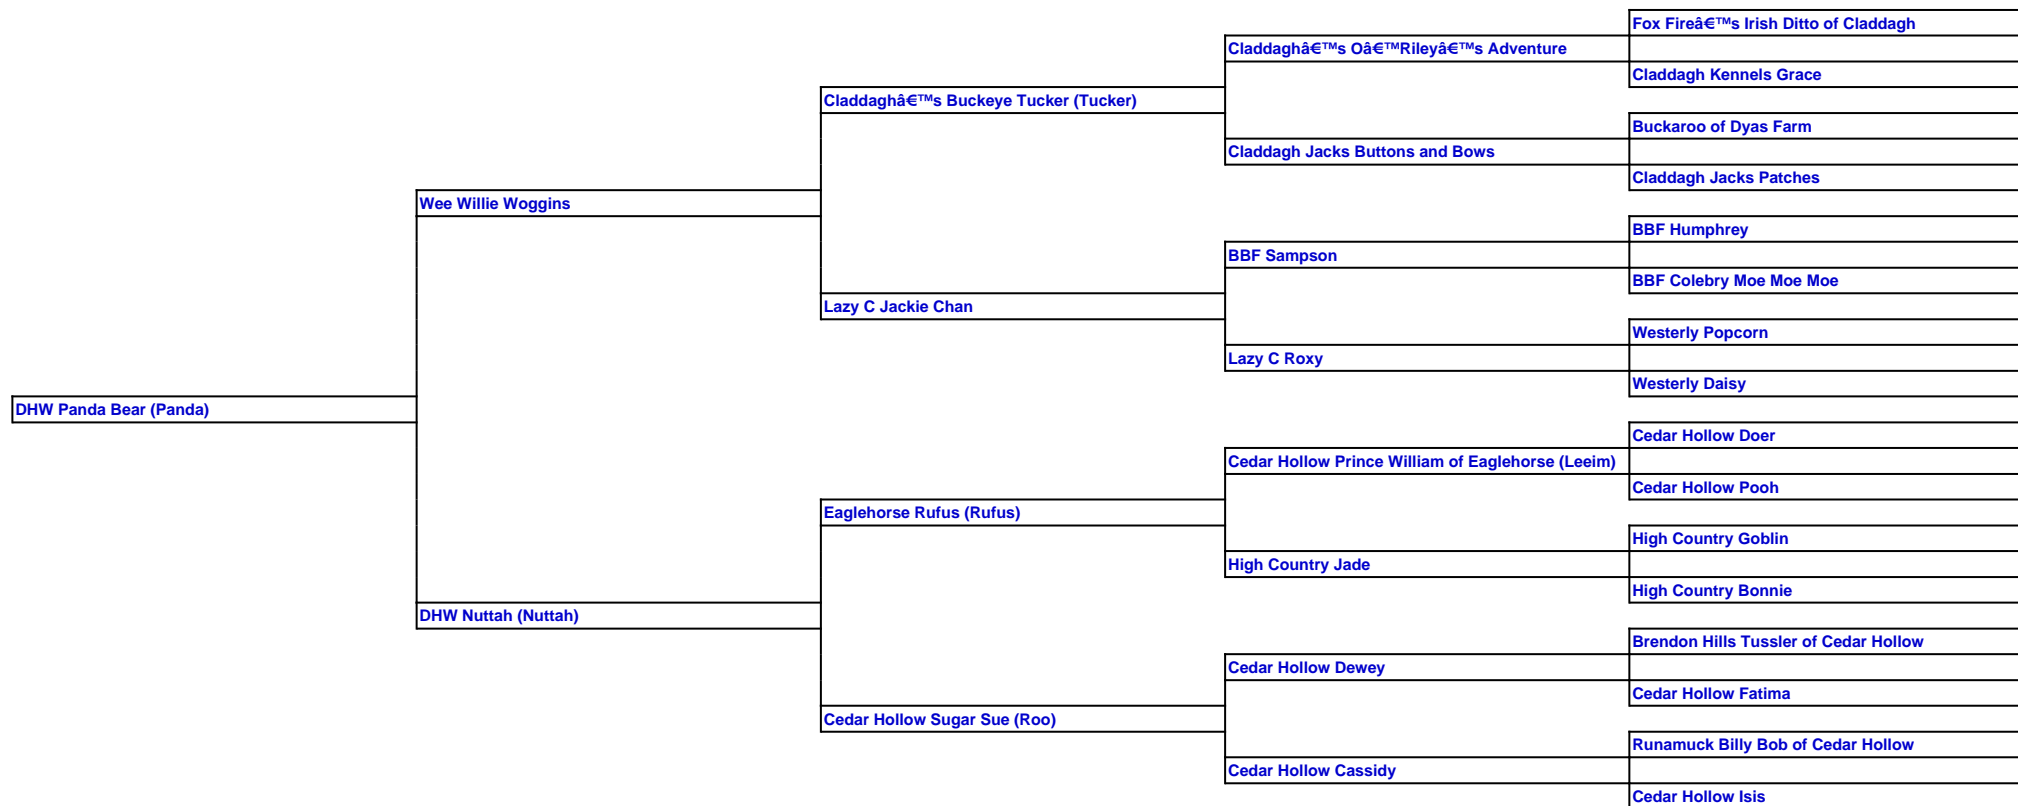 Fox Fireâ€™s Irish Ditto of Claddagh
Claddaghâ€™s Oâ€™Rileyâ€™s Adventure
Claddagh Kennels Grace
Claddaghâ€™s Buckeye Tucker (Tucker)
Buckaroo of Dyas Farm
Claddagh Jacks Buttons and Bows
Claddagh Jacks Patches
Wee Willie Woggins
BBF Humphrey
BBF Sampson
BBF Colebry Moe Moe Moe
Lazy C Jackie Chan
Westerly Popcorn
Lazy C Roxy
Westerly Daisy
DHW Panda Bear (Panda)
Cedar Hollow Doer
Cedar Hollow Prince William of Eaglehorse (Leeim)
Cedar Hollow Pooh
Eaglehorse Rufus (Rufus)
High Country Goblin
High Country Jade
High Country Bonnie
DHW Nuttah (Nuttah)
Brendon Hills Tussler of Cedar Hollow
Cedar Hollow Dewey
Cedar Hollow Fatima
Cedar Hollow Sugar Sue (Roo)
Runamuck Billy Bob of Cedar Hollow
Cedar Hollow Cassidy
Cedar Hollow Isis